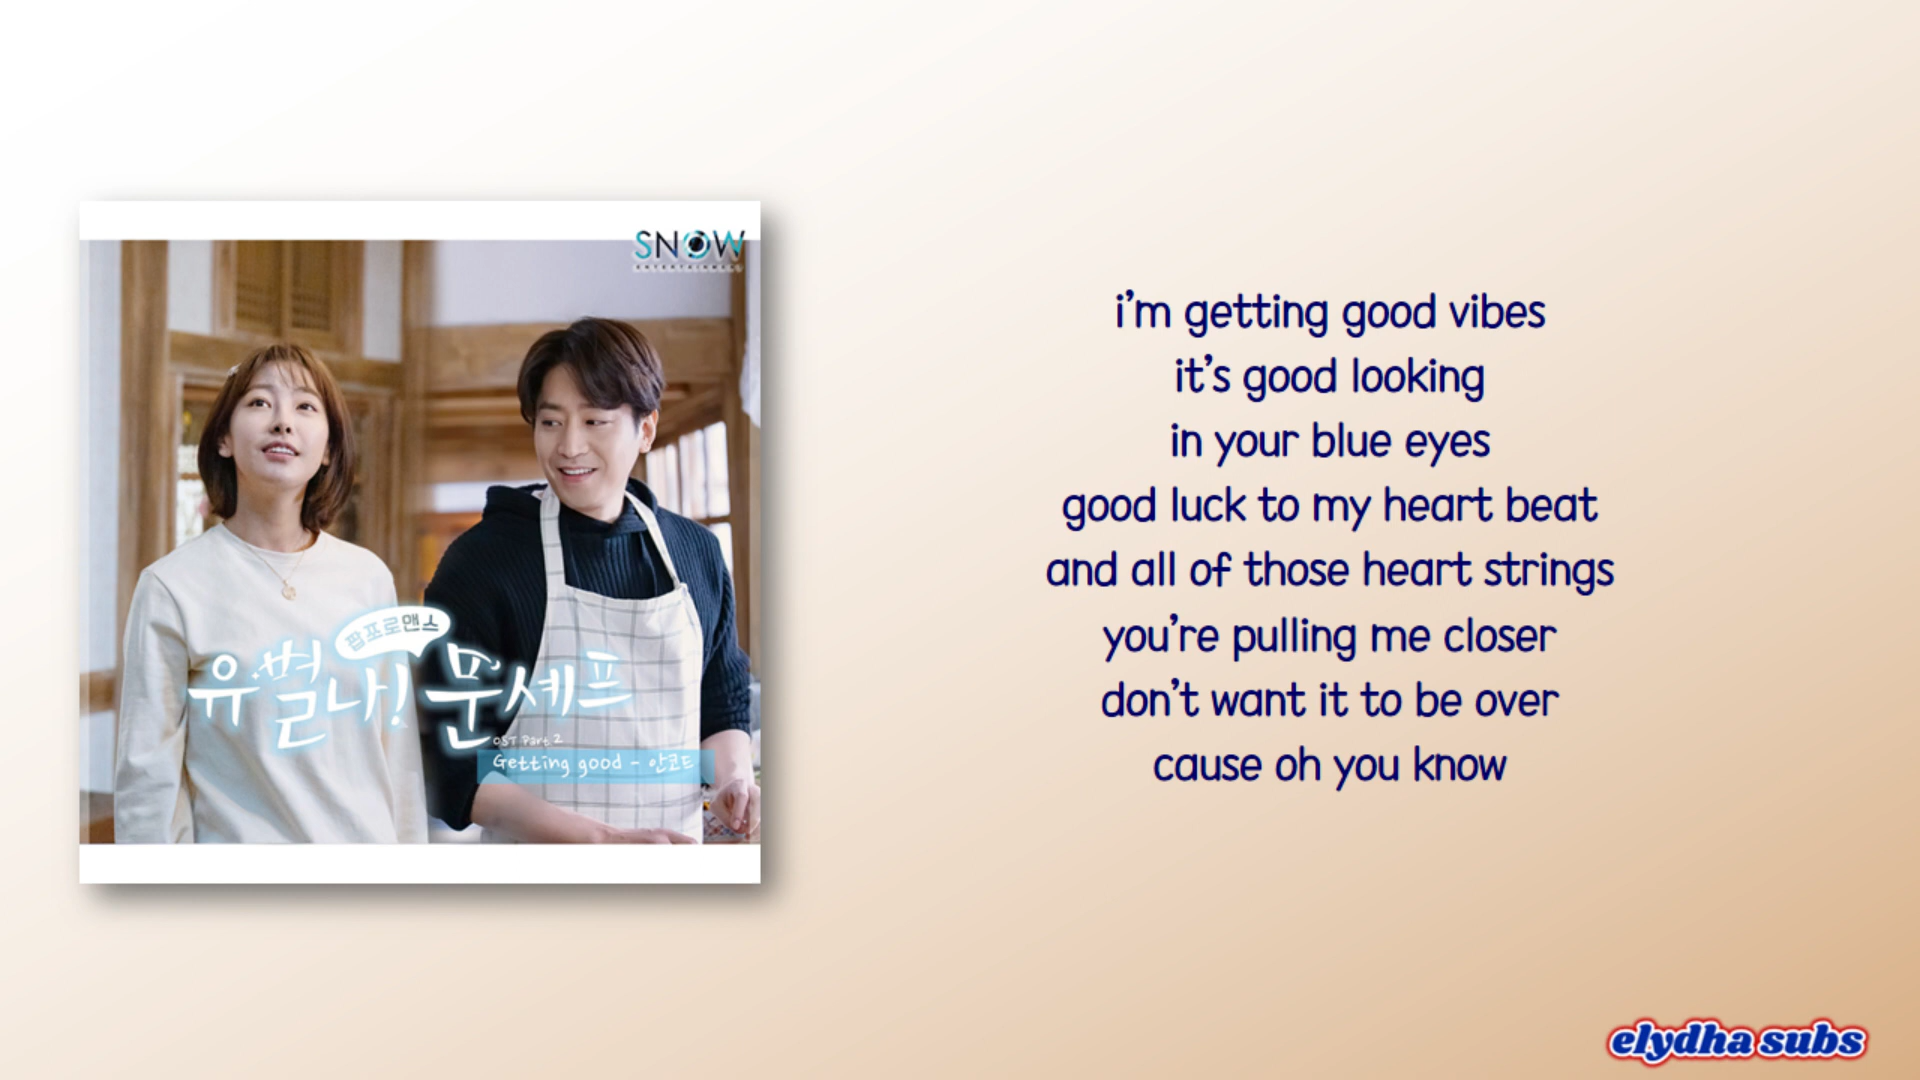 SNOW
ENTERTAINMENT
팝쪼로맨스
유별나! 문셰프
OST Part.2
Getting good - 안코드
i'm getting good vibes
it's good looking
in your blue eyes
good luck to my heart beat
and all of those heart strings
you're pulling me closer
don't want it to be over
cause oh you know
elydha subs